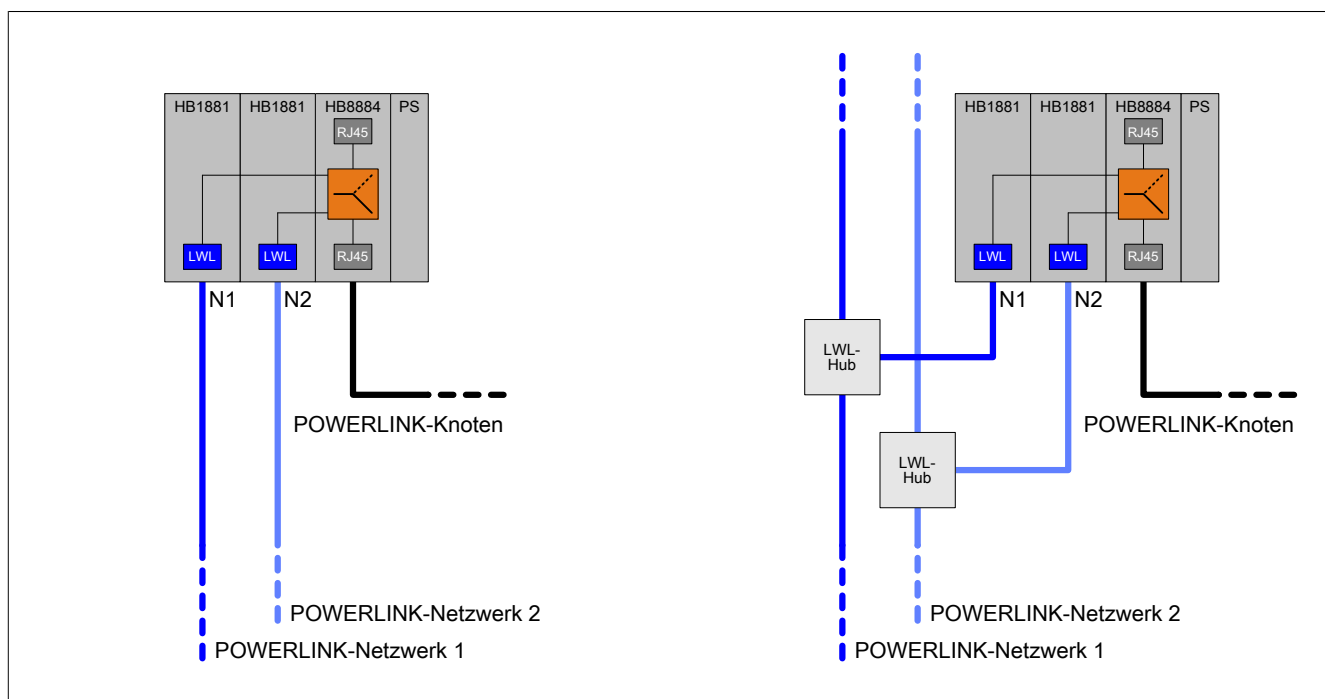 HB1881 HB1881 HB8884 PS
RJ45
LWL LWL RJ45
N1 N2
POWERLINK-Knoten
POWERLINK-Netzwerk 2
POWERLINK-Netzwerk 1
HB1881 HB1881 HB8884 PS
RJ45
LWL LWL RJ45
N1 N2
LWL-
Hub
POWERLINK-Knoten
LWL-
Hub
POWERLINK-Netzwerk 2
POWERLINK-Netzwerk 1